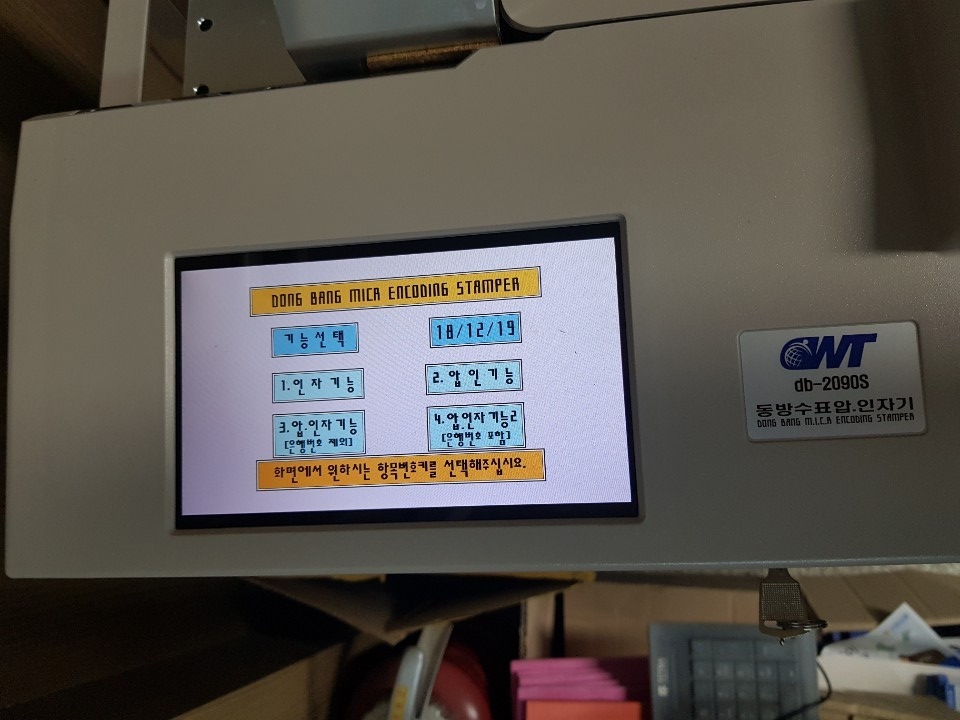 DONG BANG MICR ENCODING STAMPER
기능선택
18/12/19
1.인자기능
2.압인기능
3.압.인자기능
[은행번호 제외]
4.압.인자기능2
[은행번호 포함]
화면에서 원하시는 항목번호키를 선택해주십시요.
GWT
db-2090S
동방수표압.인자기
DONG BANG M.I.C.R ENCODING STAMPER